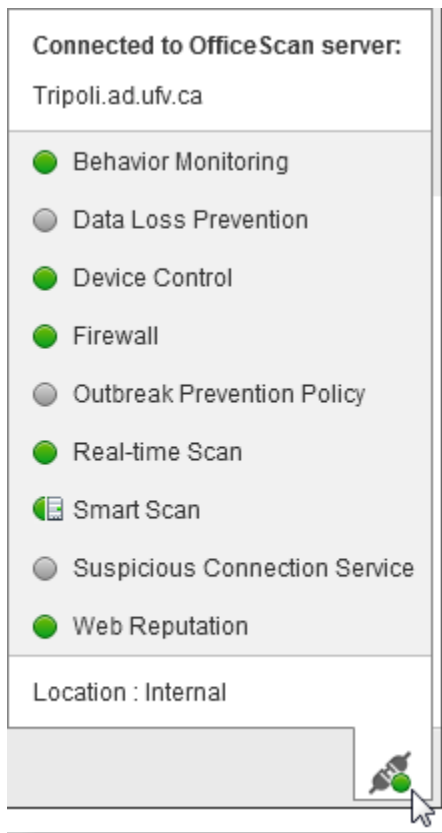 Connected to OfficeScan server:
Tripoli.ad.ufv.ca
Behavior Monitoring
Data Loss Prevention
Device Control
Firewall
Outbreak Prevention Policy
Real-time Scan
Smart Scan
Suspicious Connection Service
Web Reputation
Location : Internal